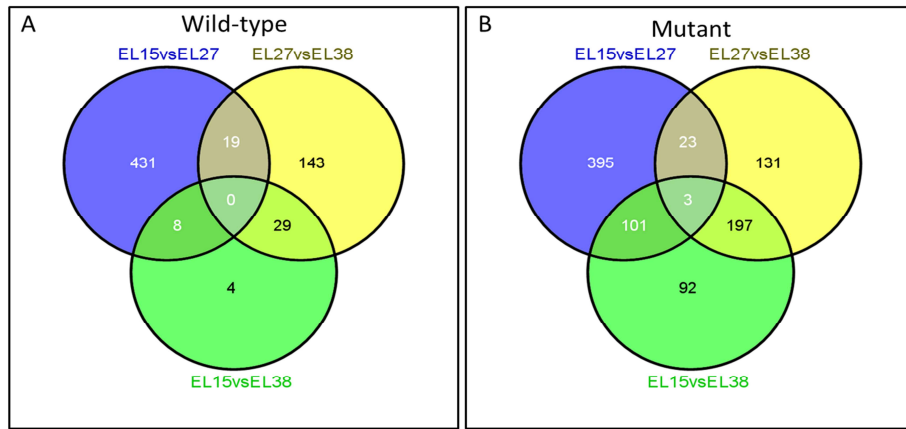 A
Wild-type
EL15vsEL27
EL27vsEL38
431
19
143
0
8
29
4
EL15vsEL38
B
Mutant
EL15vsEL27
EL27vsEL38
395
23
131
3
101
197
92
EL15vsEL38